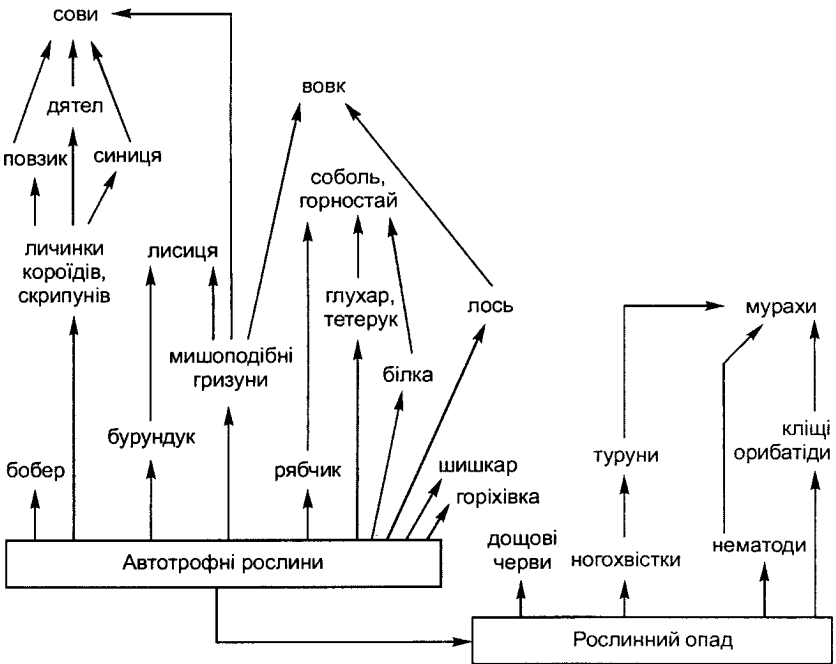 сови
вовк
дятел
повзик
синиця
соболь,
горностай
личинки
короїдів,
скрипунів
лисиця
глухар,
тетерук
лось
мурахи
мишоподібні
гризуни
білка
бурундук
кліщі
орибатіди
туруни
бобер
рябчик
шишкар
горіхівка
дощові
черви
ногохвістки
нематоди
Автотрофні рослини
Рослинний опад